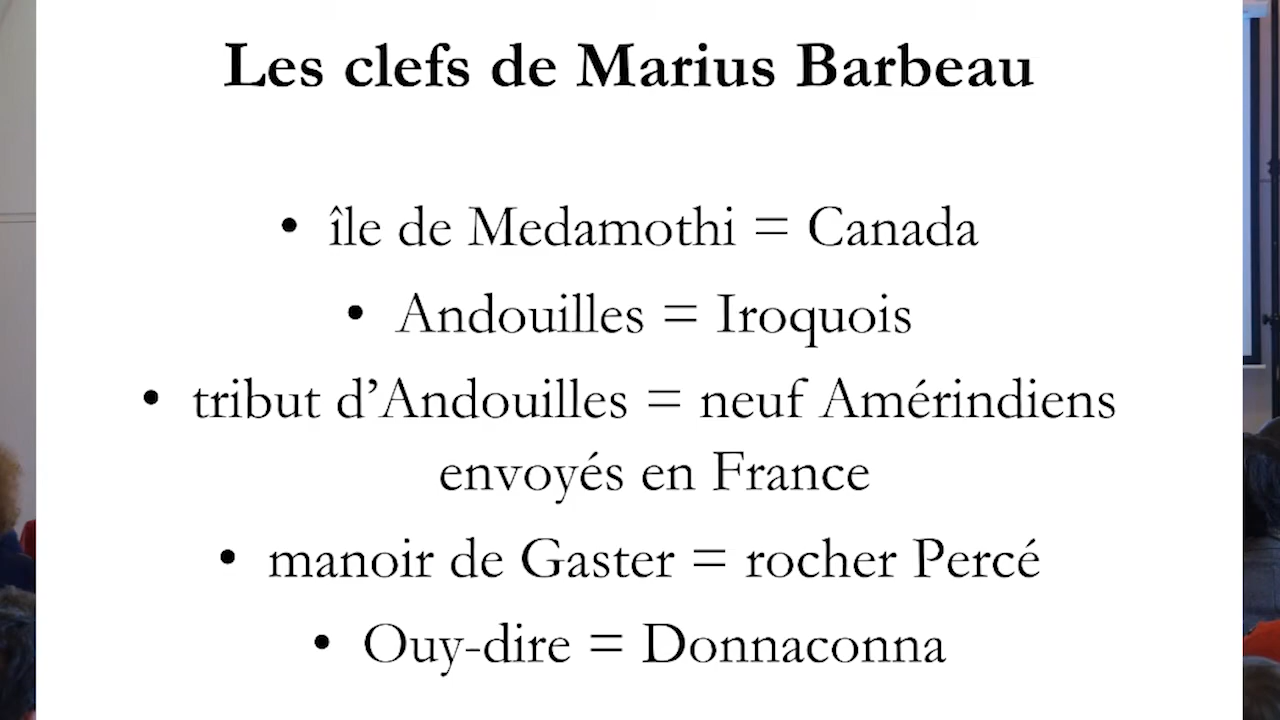 Les clefs de Marius Barbeau
• île de Medamothi = Canada
• Andouilles = Iroquois
• tribut d’Andouilles = neuf Amérindiens
envoyés en France
• manoir de Gaster = rocher Percé
• Ouy-dire = Donnaconna